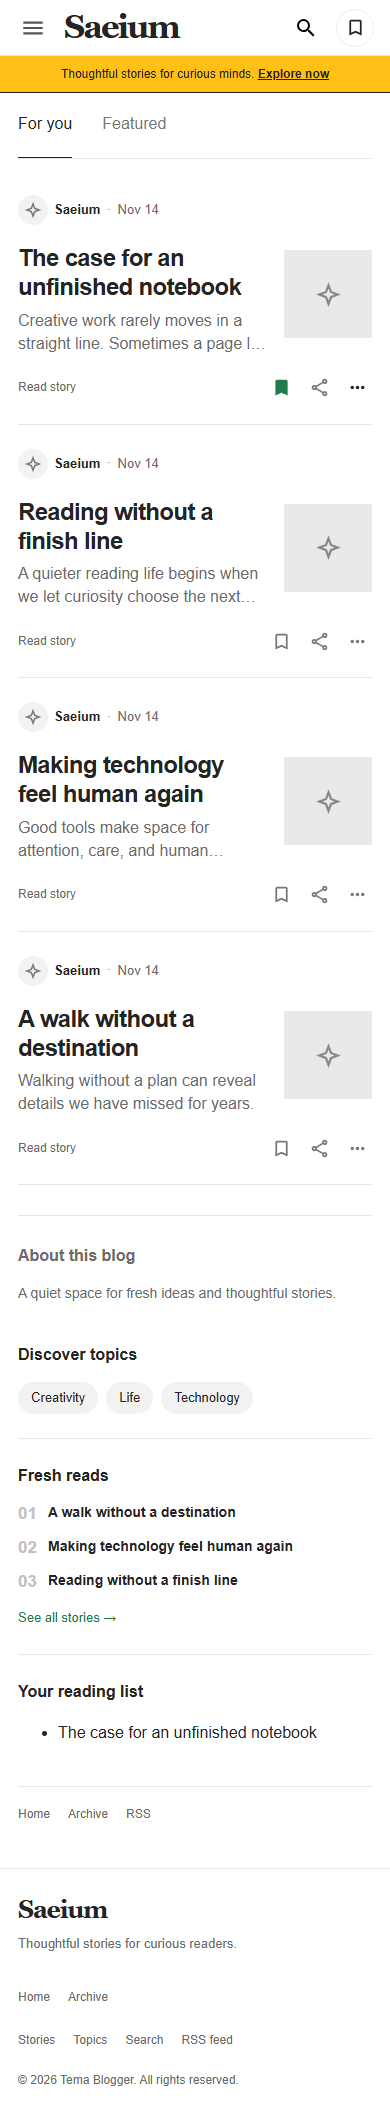 Saeium
Thoughtful stories for curious minds. Explore now
For you Featured
Saeium · Nov 14
The case for an
unfinished notebook
Creative work rarely moves in a
straight line. Sometimes a page l…
Read story
Saeium · Nov 14
Reading without a
finish line
A quieter reading life begins when
we let curiosity choose the next…
Read story
Saeium · Nov 14
Making technology
feel human again
Good tools make space for
attention, care, and human…
Read story
Saeium · Nov 14
A walk without a
destination
Walking without a plan can reveal
details we have missed for years.
Read story
About this blog
A quiet space for fresh ideas and thoughtful stories.
Discover topics
Creativity Life Technology
Fresh reads
01 A walk without a destination
02 Making technology feel human again
03 Reading without a finish line
See all stories →
Your reading list
• The case for an unfinished notebook
Home Archive RSS
Saeium
Thoughtful stories for curious readers.
Home Archive
Stories Topics Search RSS feed
© 2026 Tema Blogger. All rights reserved.